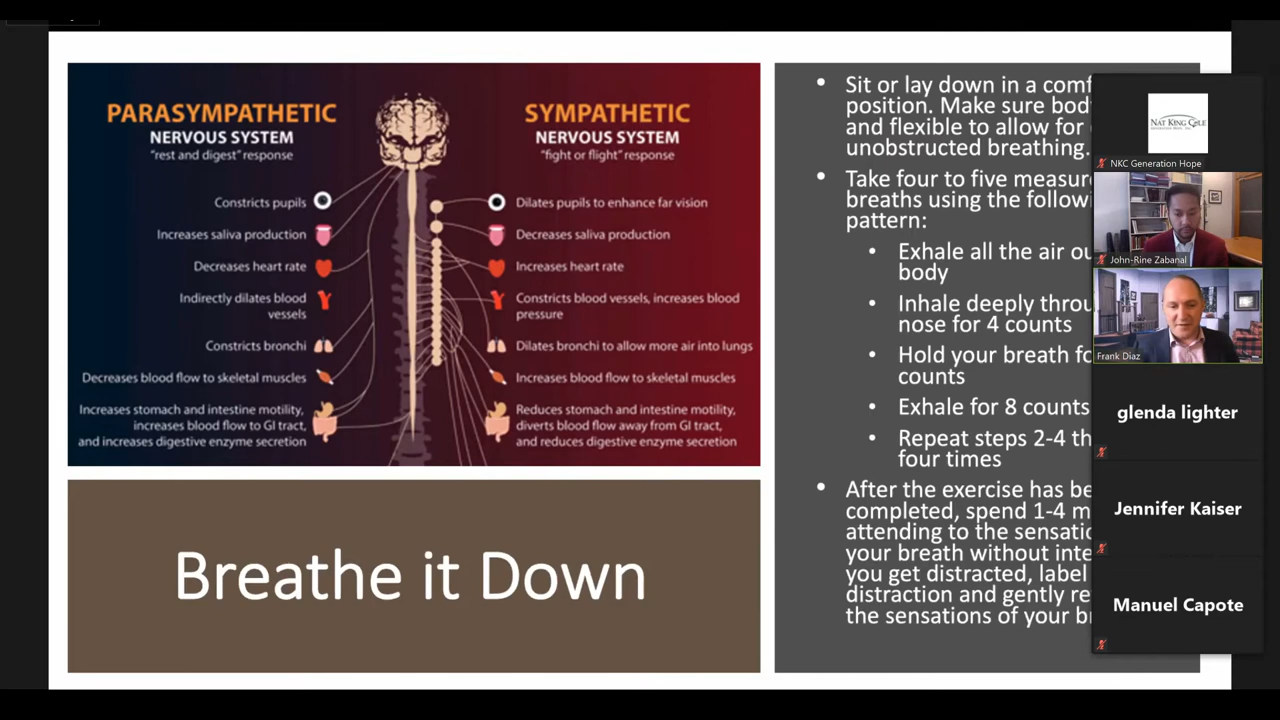 PARASYMPATHETIC
NERVOUS SYSTEM
"rest and digest" response
Constricts pupils
Increases saliva production
Decreases heart rate
Indirectly dilates blood
vessels
Constricts bronchi
Decreases blood flow to skeletal muscles
Increases stomach and intestine motility,
increases blood flow to GI tract,
and increases digestive enzyme secretion
SYMPATHETIC
NERVOUS SYSTEM
"fight or flight" response
Dilates pupils to enhance far vision
Decreases saliva production
Increases heart rate
Constricts blood vessels, increases blood
pressure
Dilates bronchi to allow more air into lungs
Increases blood flow to skeletal muscles
Reduces stomach and intestine motility,
diverts blood flow away from GI tract,
and reduces digestive enzyme secretion
Breathe it Down
• Sit or lay down in a comf
position. Make sure bod
and flexible to allow for
unobstructed breathing.
• Take four to five measur
breaths using the followi
pattern:
• Exhale all the air ou
body
• Inhale deeply throu
nose for 4 counts
• Hold your breath fo
counts
• Exhale for 8 counts
• Repeat steps 2-4 th
four times
• After the exercise has be
completed, spend 1-4 m
attending to the sensati
your breath without inte
you get distracted, label
distraction and gently re
the sensations of your b
NAT KING COLE
GENERATION HOPE, INC.
NKC Generation Hope
John-Rine Zabanal
Frank Diaz
glenda lighter
Jennifer Kaiser
Manuel Capote